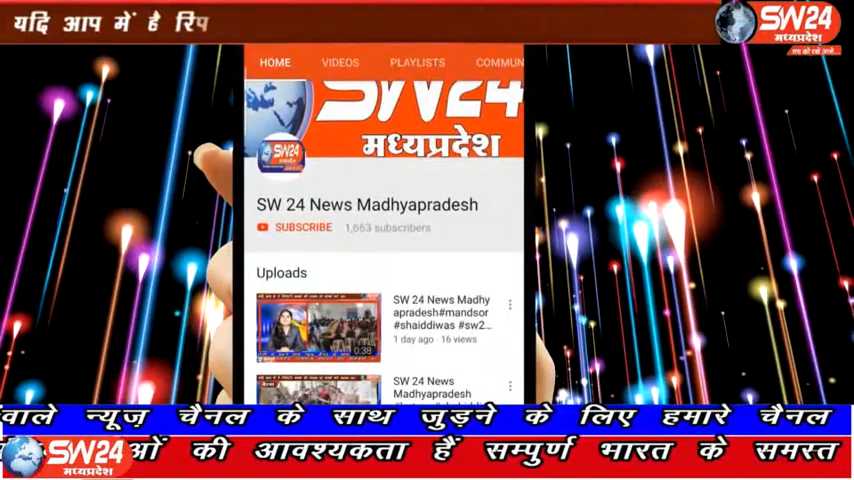 यदि आप में है रिप
SW24
मध्यप्रदेश
HOME VIDEOS PLAYLISTS COMMUN
SW24
मध्यप्रदेश
SW24
SW 24 News Madhyapradesh
SUBSCRIBE 1,663 subscribers
Uploads
SW 24 News Madhy
apradesh#mandsor
#shaiddiwas #sw2...
1 day ago · 16 views
0:38
SW 24 News
Madhyapradesh
वाले न्यूज़ चैनल के साथ जुड़ने के लिए हमारे चैनल
ओं की आवश्यकता हैं सम्पुर्ण भारत के समस्त
SW24
मध्यप्रदेश